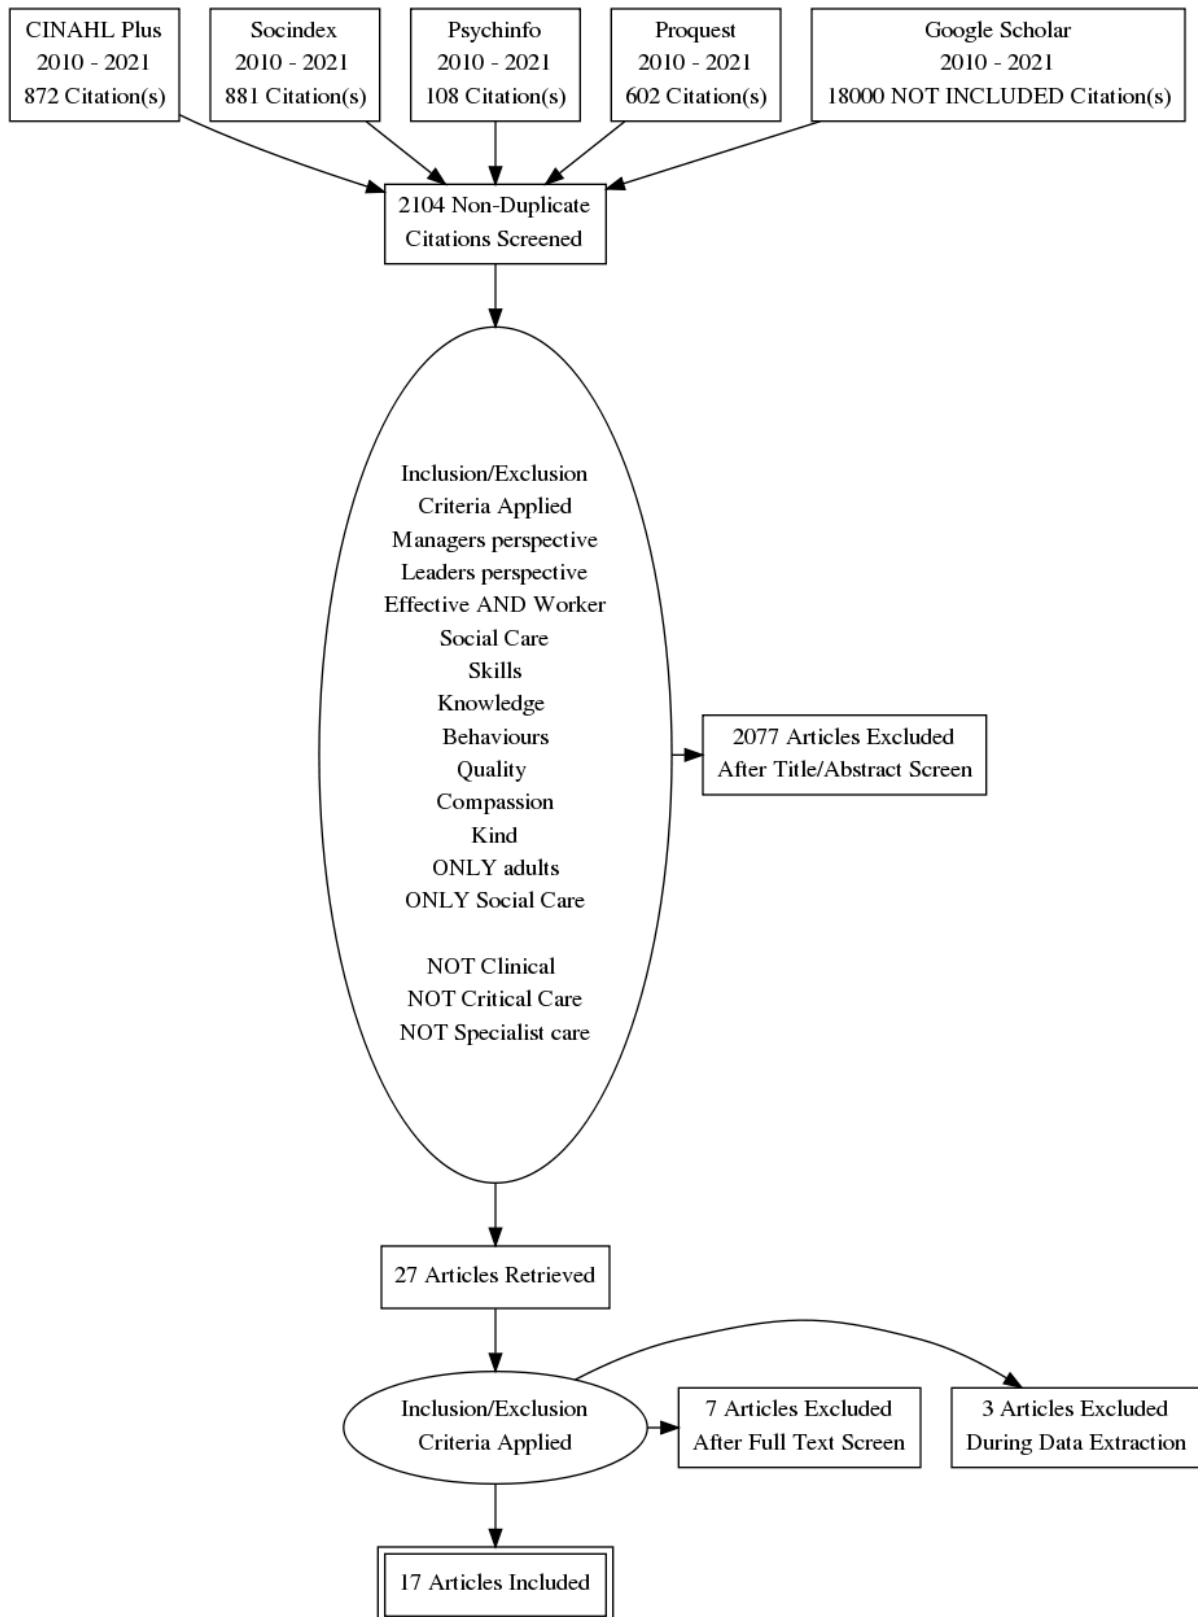 CINAHL Plus
2010 - 2021
872 Citation(s)
Socindex
2010 - 2021
881 Citation(s)
Psychinfo
2010 - 2021
108 Citation(s)
Proquest
2010 - 2021
602 Citation(s)
Google Scholar
2010 - 2021
18000 NOT INCLUDED Citation(s)
2104 Non-Duplicate
Citations Screened
Inclusion/Exclusion
Criteria Applied
Managers perspective
Leaders perspective
Effective AND Worker
Social Care
Skills
Knowledge
Behaviours
Quality
Compassion
Kind
ONLY adults
ONLY Social Care
NOT Clinical
NOT Critical Care
NOT Specialist care
2077 Articles Excluded
After Title/Abstract Screen
27 Articles Retrieved
Inclusion/Exclusion
Criteria Applied
7 Articles Excluded
After Full Text Screen
3 Articles Excluded
During Data Extraction
17 Articles Included